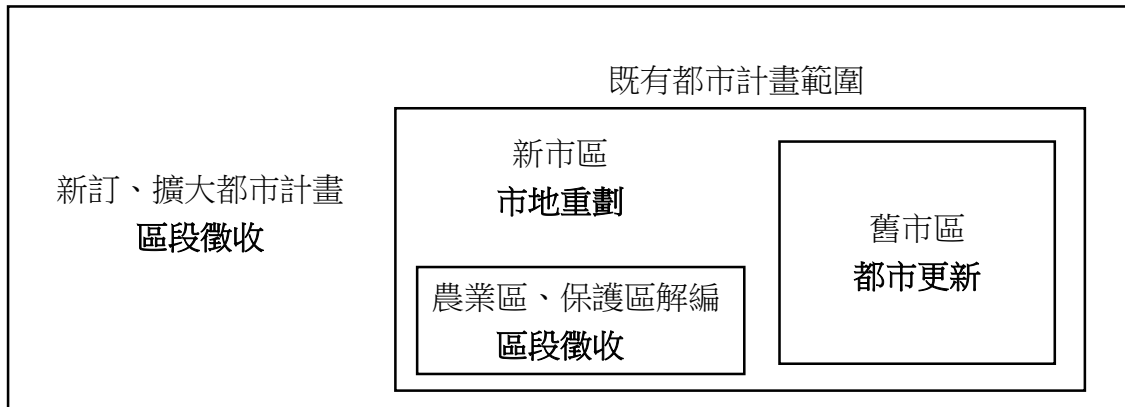 既有都市計畫範圍
新訂、擴大都市計畫
區段徵收
新市區
市地重劃
農業區、保護區解編
區段徵收
舊市區
都市更新